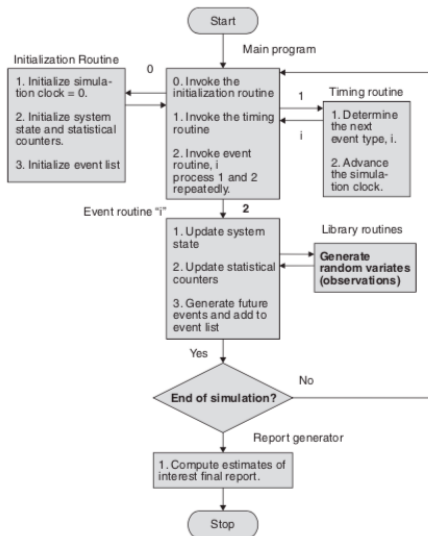 Start
Initialization Routine
0
Main program
1. Initialize simula-
tion clock = 0.
2. Initialize system
state and statistical
counters.
3. Initialize event list
0. Invoke the
initialization routine
1. Invoke the timing
routine
2. Invoke event
routine, i
process 1 and 2
repeatedly.
1
i
Timing routine
1. Determine
the next
event type, i.
2. Advance
the simula-
tion clock.
Event routine "i"
2
1. Update system
state
2. Update statistical
counters
3. Generate future
events and add to
event list
Library routines
Generate
random variates
(observations)
Yes
No
End of simulation?
Report generator
1. Compute estimates of
interest final report.
Stop